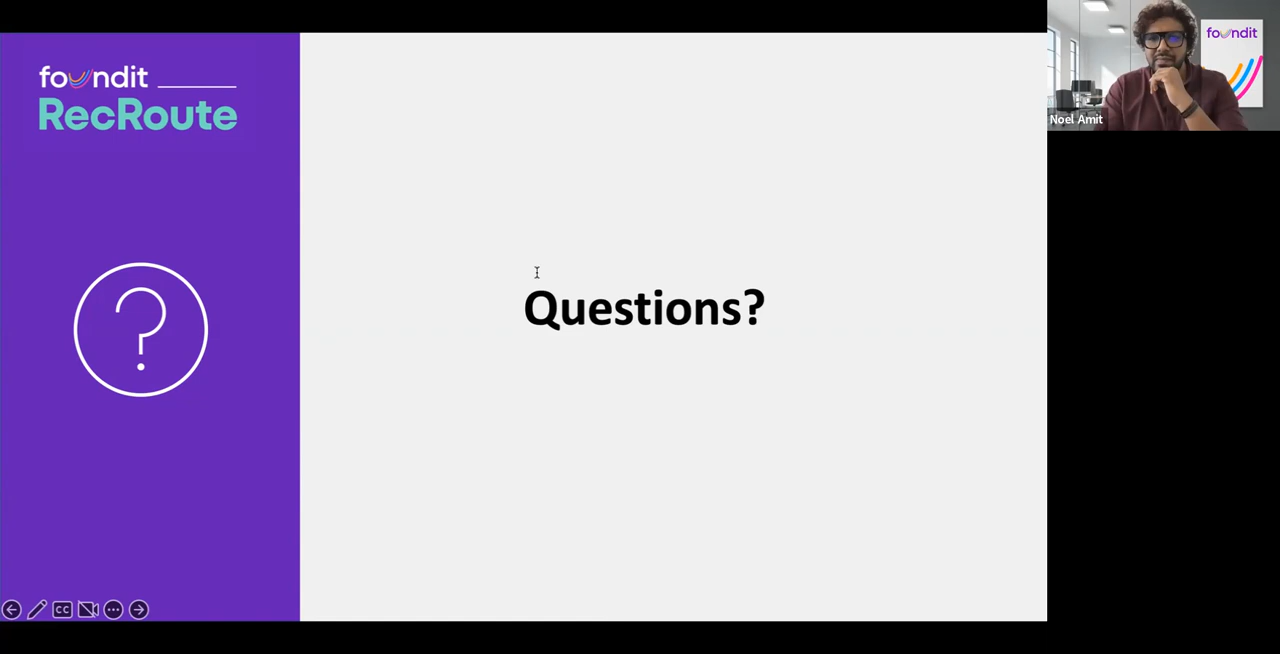 foundit
RecRoute
Questions?
foundit
Noel Amit
CC